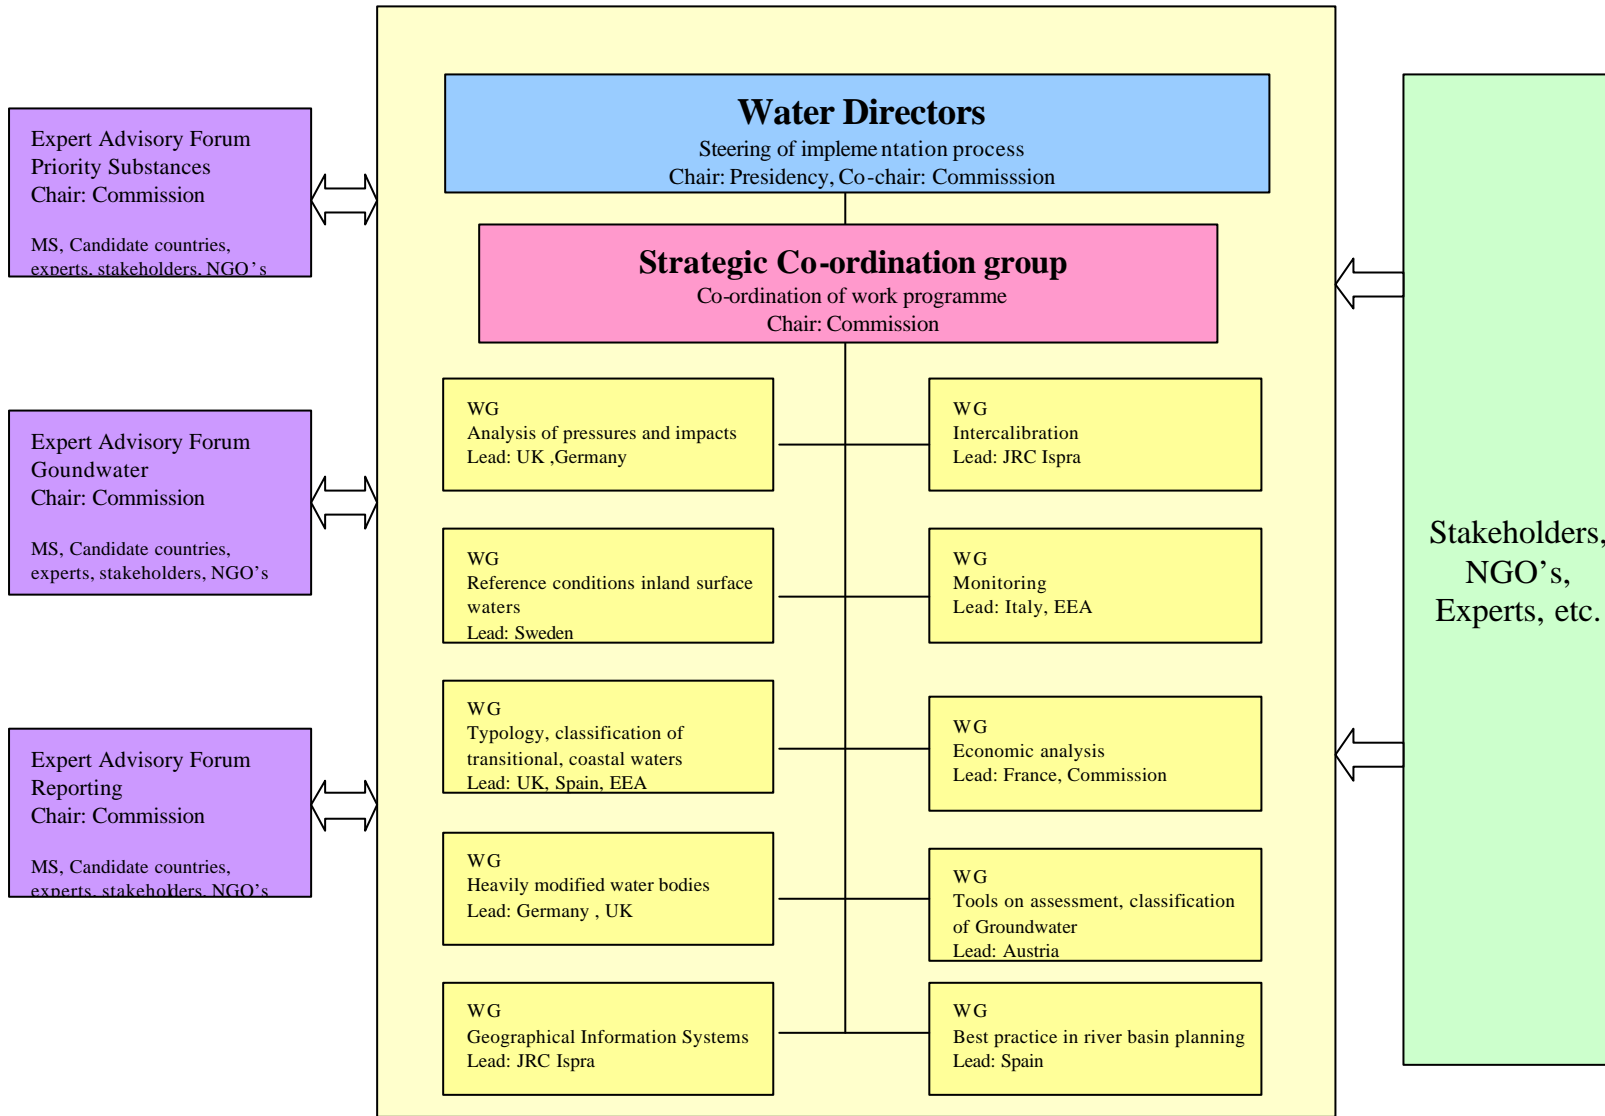 Water Directors
Steering of implementation process
Chair: Presidency, Co-chair: Commisssion
Strategic Co-ordination group
Co-ordination of work programme
Chair: Commission
Expert Advisory Forum
Priority Substances
Chair: Commission
MS, Candidate countries,
experts, stakeholders, NGO's
Expert Advisory Forum
Goundwater
Chair: Commission
MS, Candidate countries,
experts, stakeholders, NGO's
Expert Advisory Forum
Reporting
Chair: Commission
MS, Candidate countries,
experts, stakeholders, NGO's
WG
Analysis of pressures and impacts
Lead: UK ,Germany
WG
Intercalibration
Lead: JRC Ispra
WG
Reference conditions inland surface
waters
Lead: Sweden
WG
Monitoring
Lead: Italy, EEA
WG
Typology, classification of
transitional, coastal waters
Lead: UK, Spain, EEA
WG
Economic analysis
Lead: France, Commission
WG
Heavily modified water bodies
Lead: Germany , UK
WG
Tools on assessment, classification
of Groundwater
Lead: Austria
WG
Geographical Information Systems
Lead: JRC Ispra
WG
Best practice in river basin planning
Lead: Spain
Stakeholders,
NGO's,
Experts, etc.